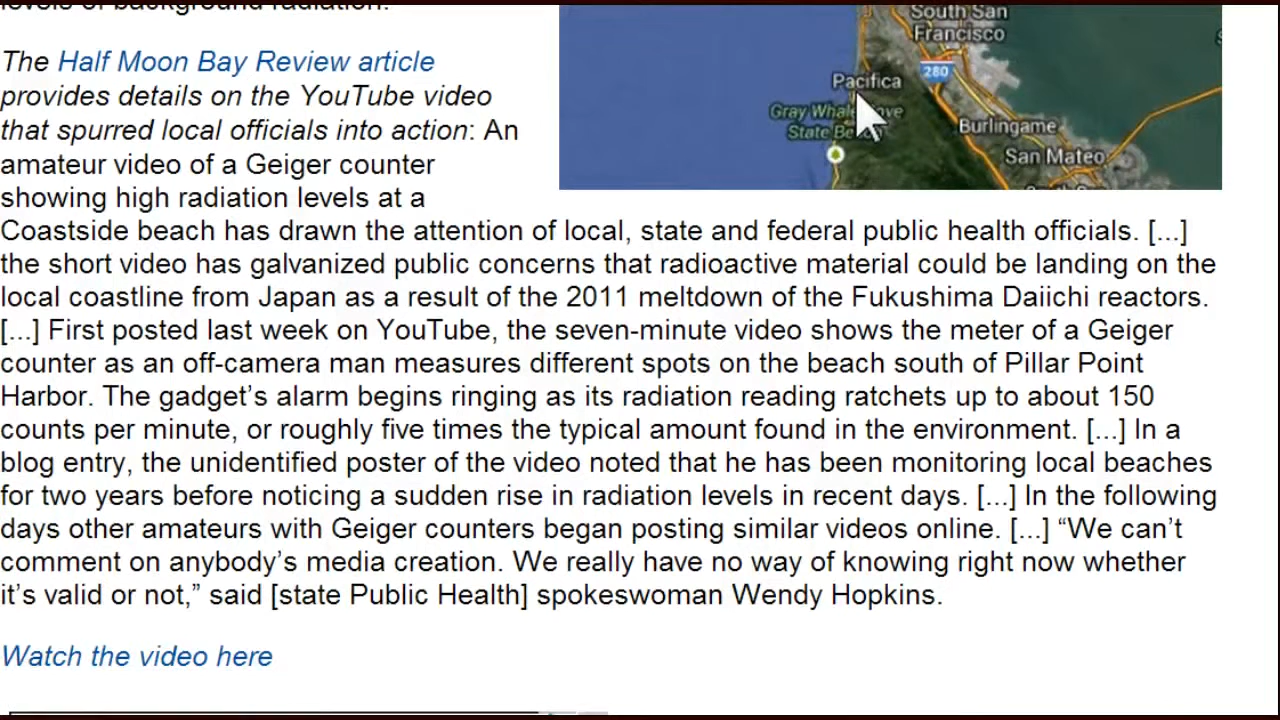 levels of background radiation.
The Half Moon Bay Review article
provides details on the YouTube video
that spurred local officials into action: An
amateur video of a Geiger counter
showing high radiation levels at a
Coastside beach has drawn the attention of local, state and federal public health officials. [...]
the short video has galvanized public concerns that radioactive material could be landing on the
local coastline from Japan as a result of the 2011 meltdown of the Fukushima Daiichi reactors.
[...] First posted last week on YouTube, the seven-minute video shows the meter of a Geiger
counter as an off-camera man measures different spots on the beach south of Pillar Point
Harbor. The gadget’s alarm begins ringing as its radiation reading ratchets up to about 150
counts per minute, or roughly five times the typical amount found in the environment. [...] In a
blog entry, the unidentified poster of the video noted that he has been monitoring local beaches
for two years before noticing a sudden rise in radiation levels in recent days. [...] In the following
days other amateurs with Geiger counters began posting similar videos online. [...] “We can’t
comment on anybody’s media creation. We really have no way of knowing right now whether
it’s valid or not,” said [state Public Health] spokeswoman Wendy Hopkins.
Watch the video here
South San
Francisco
280
Pacifica
Gray Whale
State
Burlingame
San Mateo